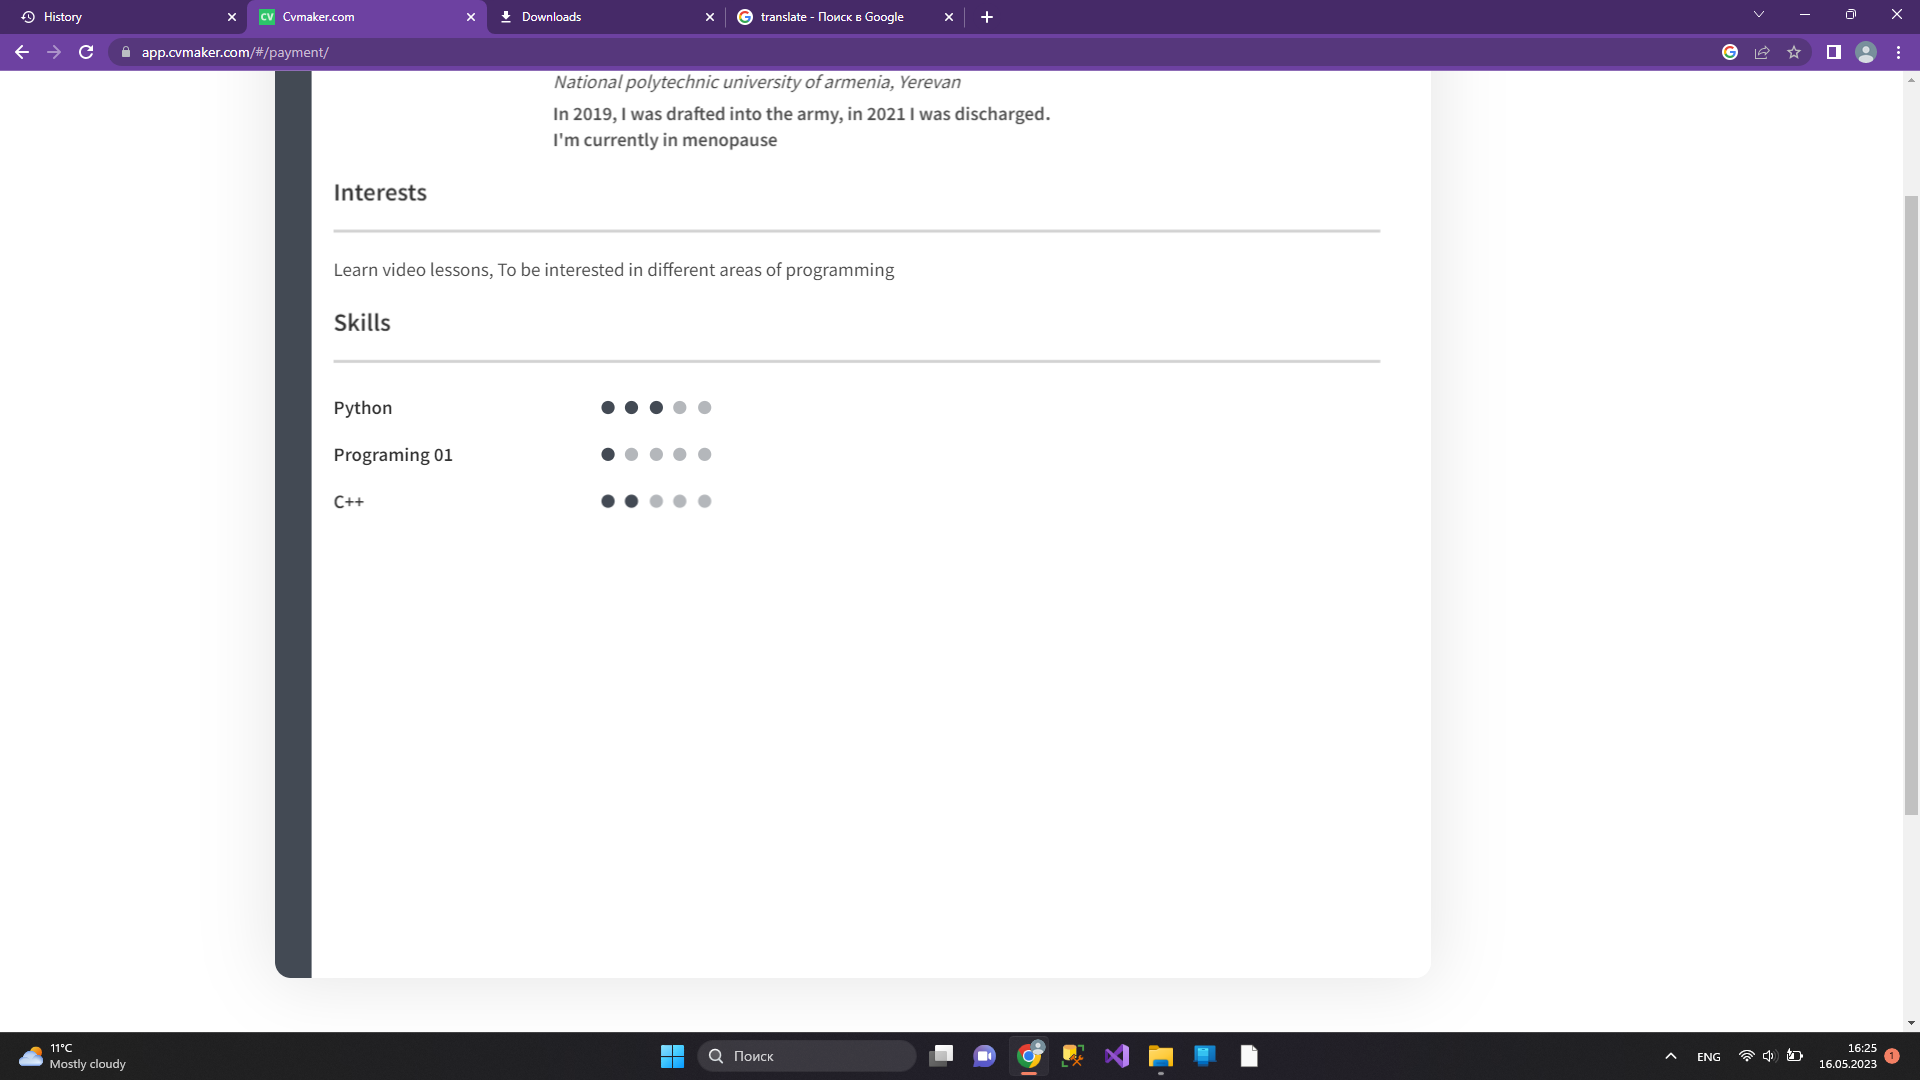 History
CV
Cvmaker.com
Downloads
translate - Поиск в Google
app.cvmaker.com/#/payment/
National polytechnic university of armenia, Yerevan
In 2019, I was drafted into the army, in 2021 I was discharged.
I'm currently in menopause
Interests
Learn video lessons, To be interested in different areas of programming
Skills
Python
Programing 01
C++
11°C
Mostly cloudy
Поиск
ENG
16:25
16.05.2023
1